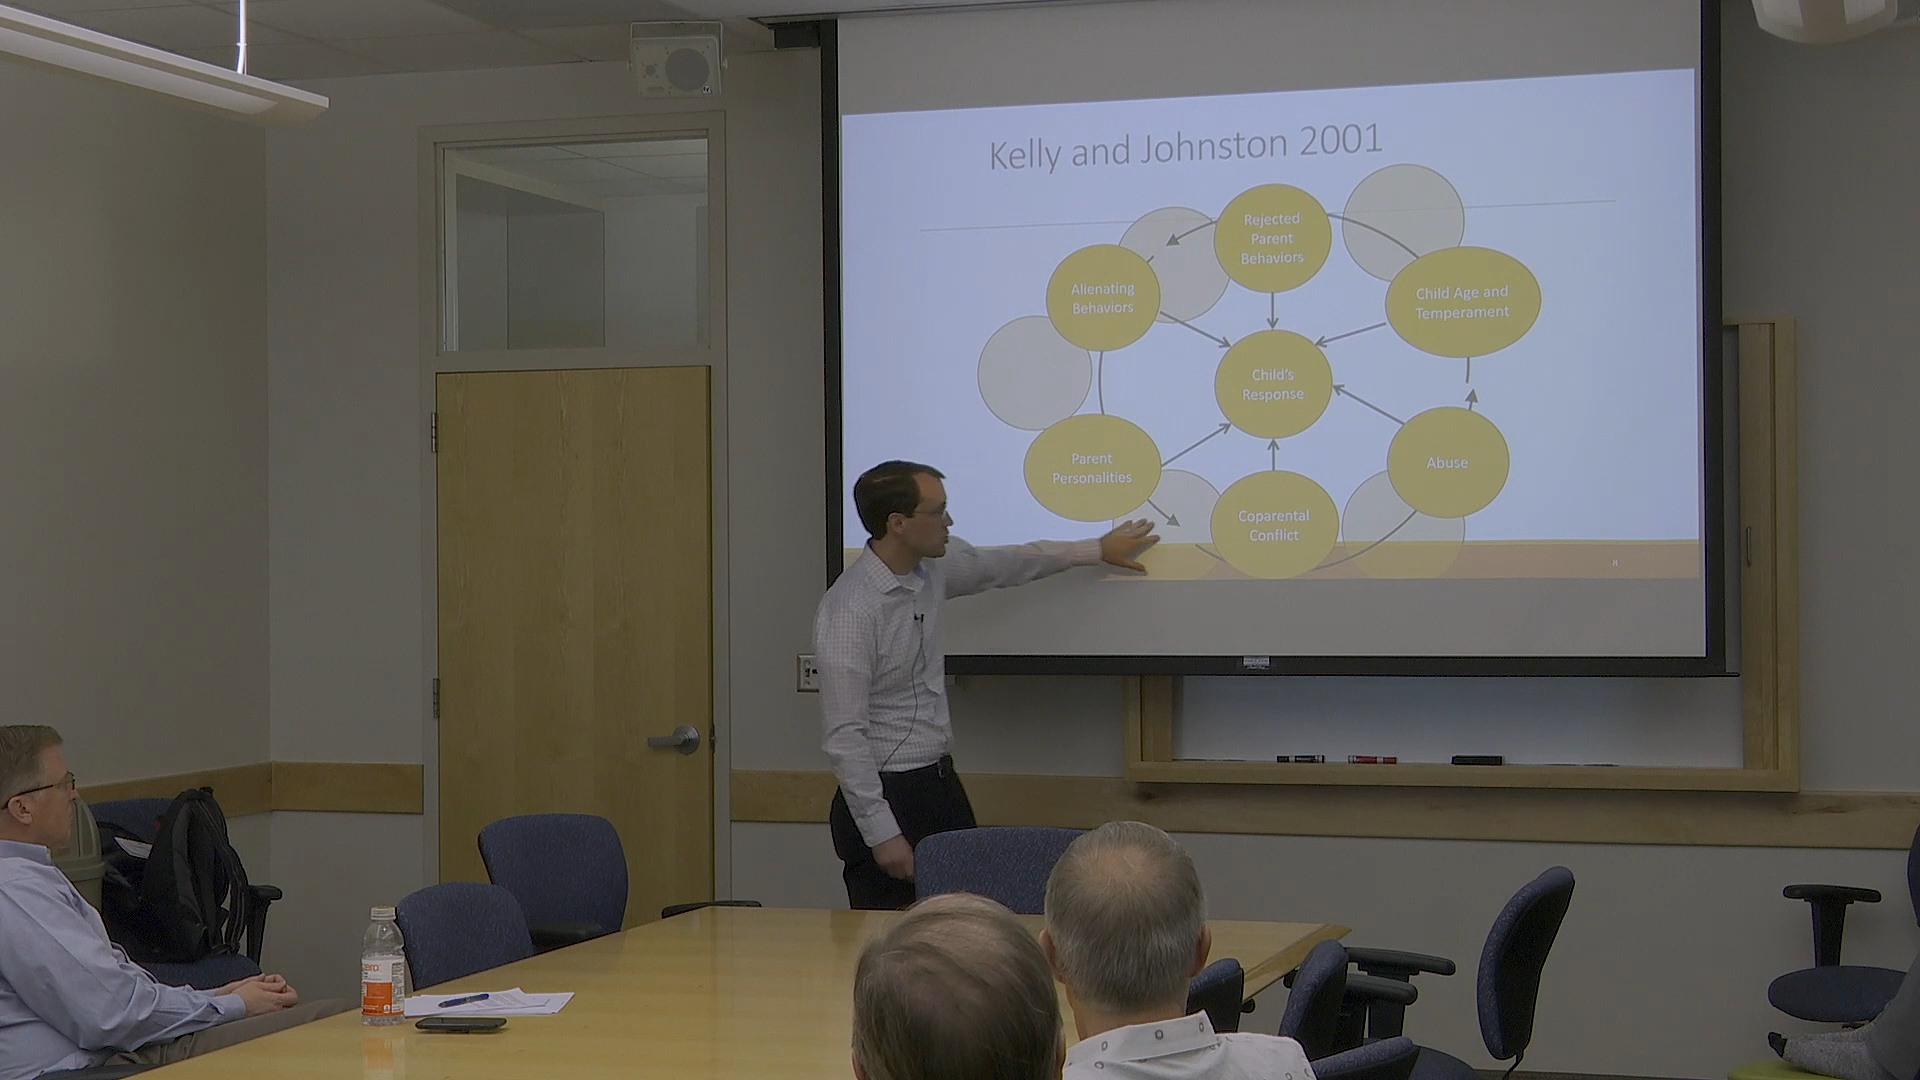 Kelly and Johnston 2001
Rejected
Parent
Behaviors
Alienating
Behaviors
Child Age and
Temperament
Child's
Response
Parent
Personalities
Abuse
Coparental
Conflict
8